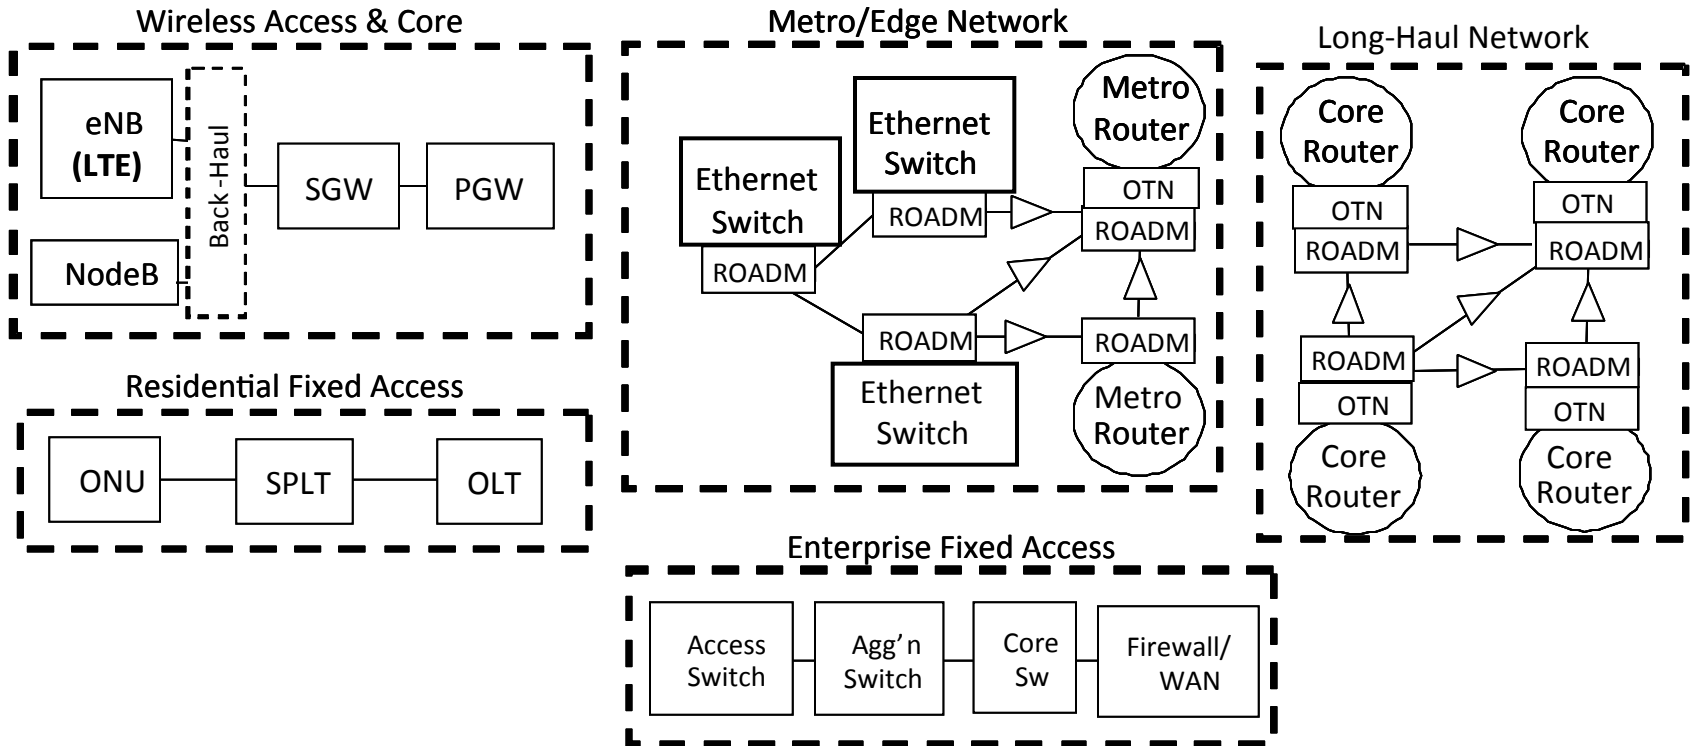 Wireless Access & Core
eNB
(LTE)
NodeB
Back-Haul
SGW
PGW
Residential Fixed Access
ONU
SPLT
OLT
Metro/Edge Network
Ethernet
Switch
ROADM
Ethernet
Switch
ROADM
Metro
Router
OTN
ROADM
ROADM
Ethernet
Switch
ROADM
Metro
Router
Long-Haul Network
Core
Router
OTN
ROADM
Core
Router
OTN
ROADM
ROADM
OTN
Core
Router
ROADM
OTN
Core
Router
Enterprise Fixed Access
Access
Switch
Agg'n
Switch
Core
Sw
Firewall/
WAN